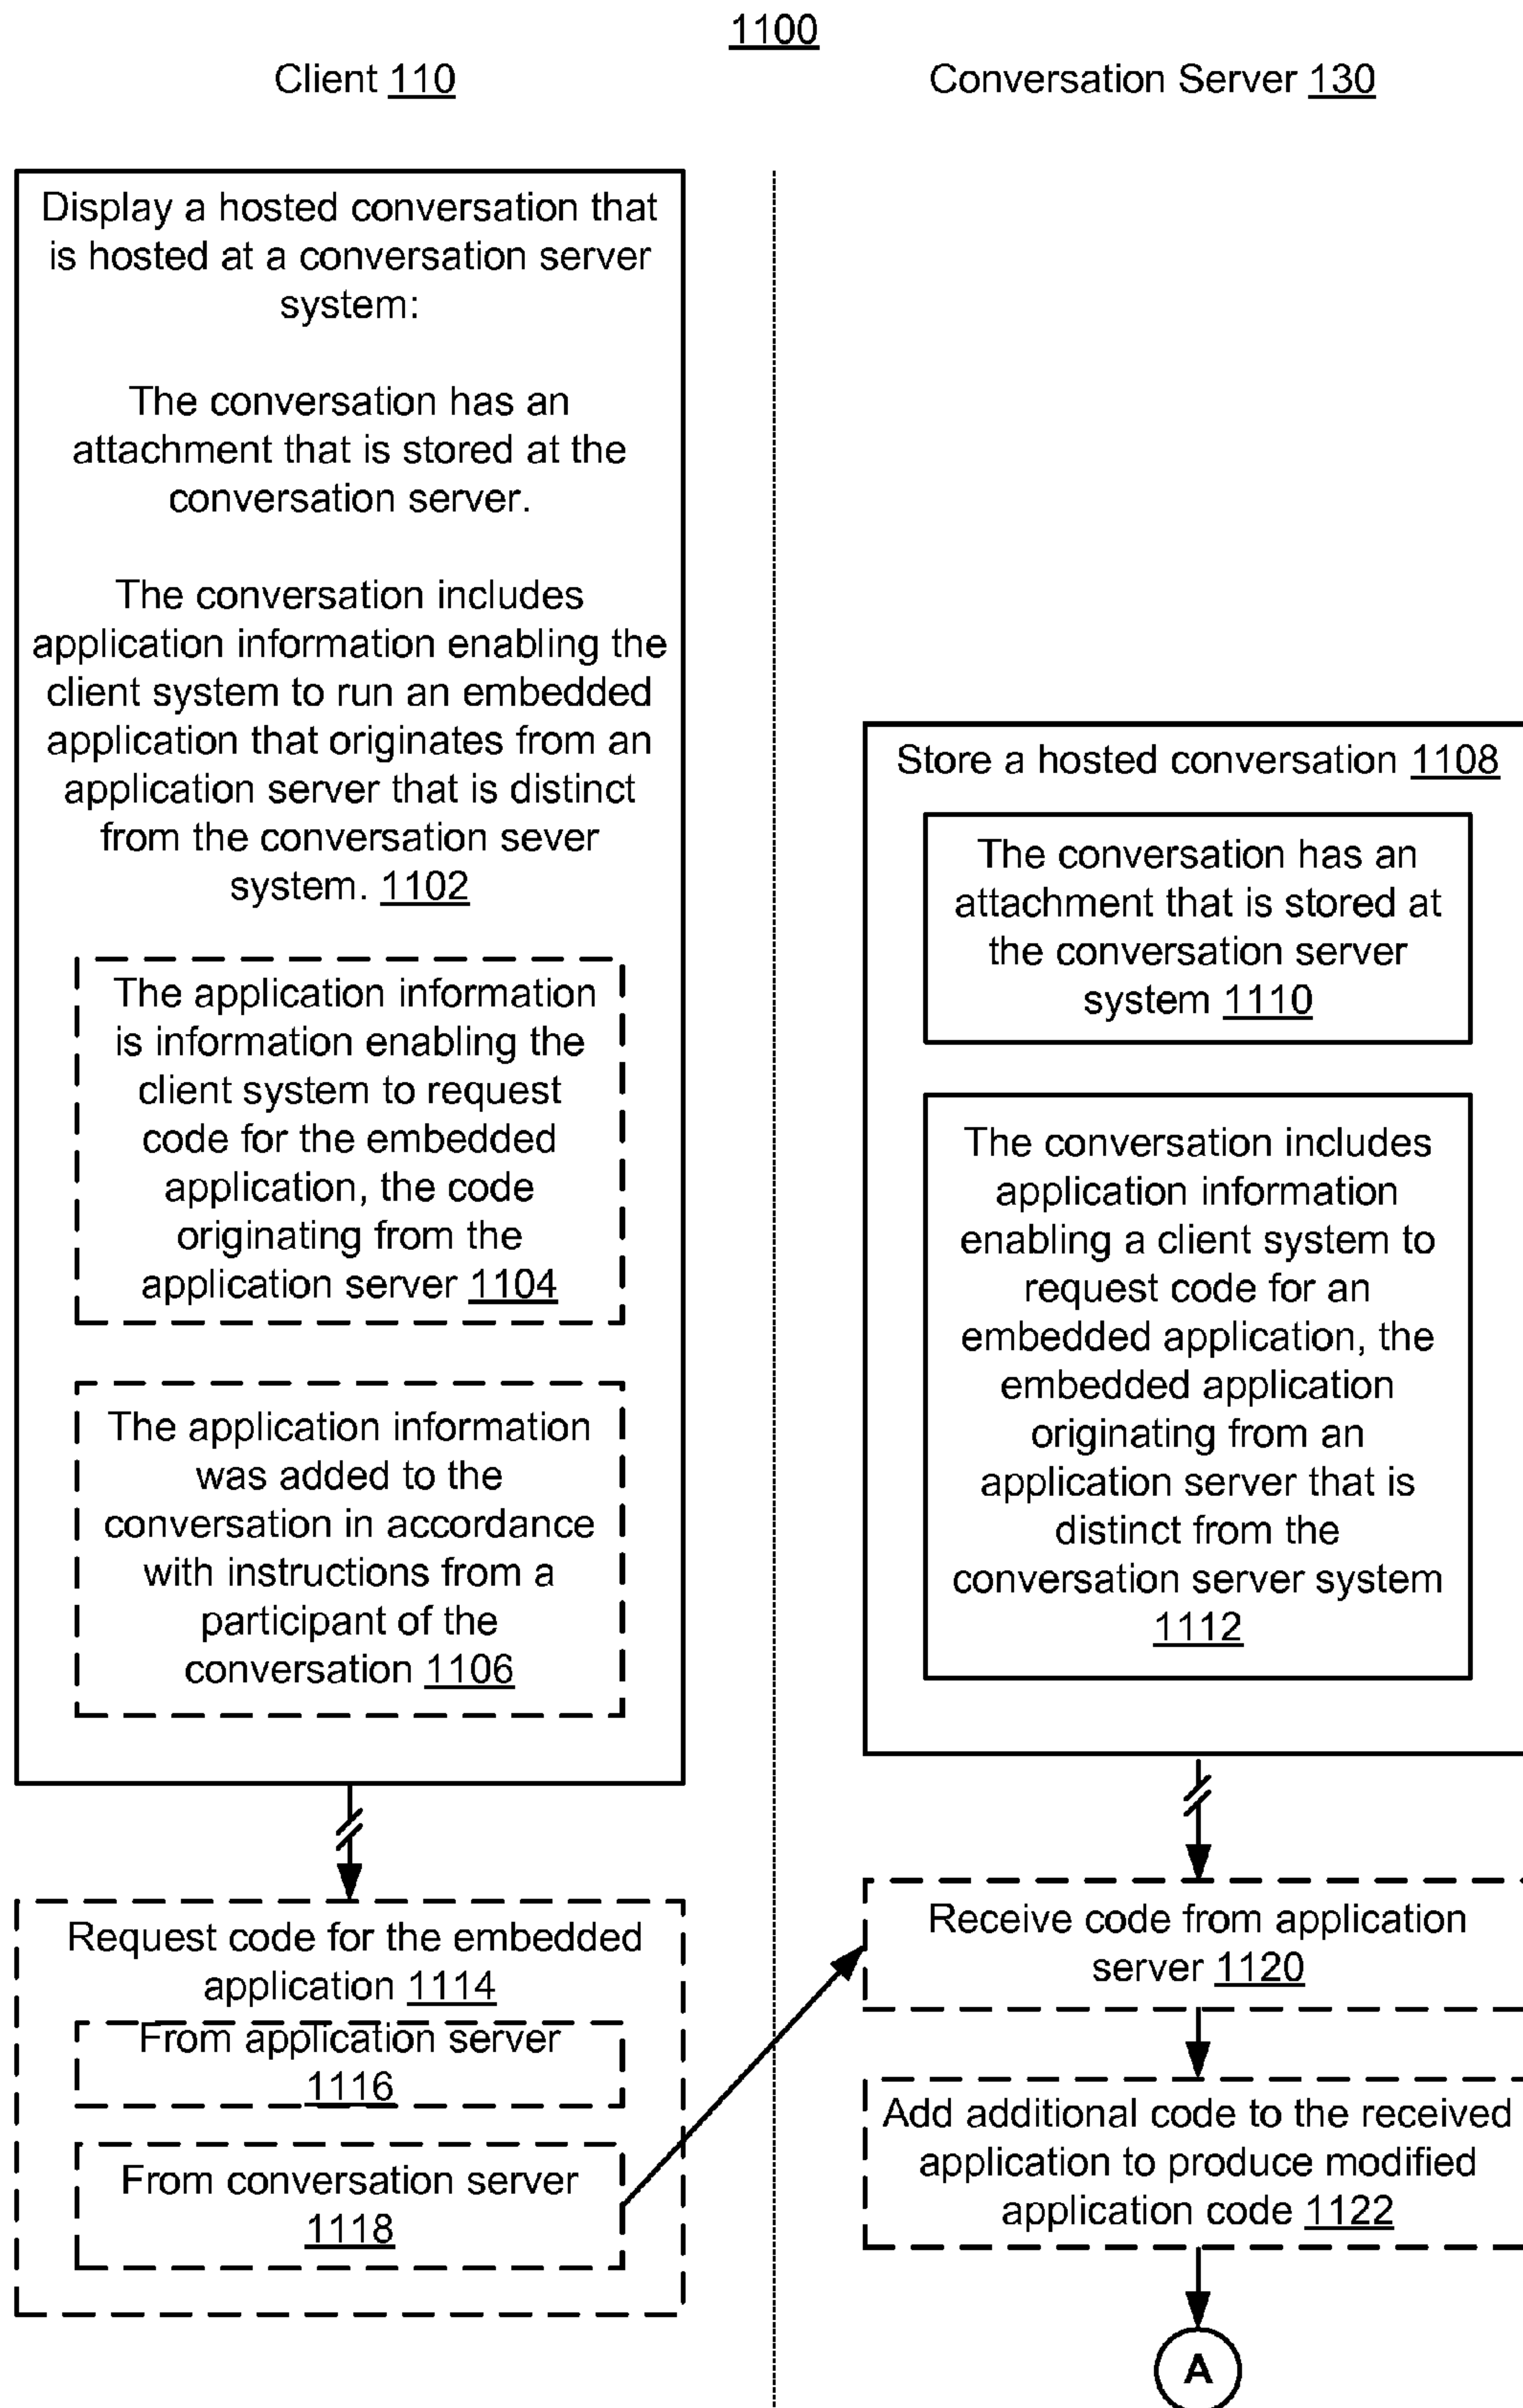 1100
Client 110
Conversation Server 130
Display a hosted conversation that
is hosted at a conversation server
system:
The conversation has an
attachment that is stored at the
conversation server.
The conversation includes
application information enabling the
client system to run an embedded
application that originates from an
application server that is distinct
from the conversation sever
system. 1102
The application information
is information enabling the
client system to request
code for the embedded
application, the code
originating from the
application server 1104
The application information
was added to the
conversation in accordance
with instructions from a
participant of the
conversation 1106
Request code for the embedded
application 1114
From application server
1116
From conversation server
1118
Store a hosted conversation 1108
The conversation has an
attachment that is stored at
the conversation server
system 1110
The conversation includes
application information
enabling a client system to
request code for an
embedded application, the
embedded application
originating from an
application server that is
distinct from the
conversation server system
1112
Receive code from application
server 1120
Add additional code to the received
application to produce modified
application code 1122
A